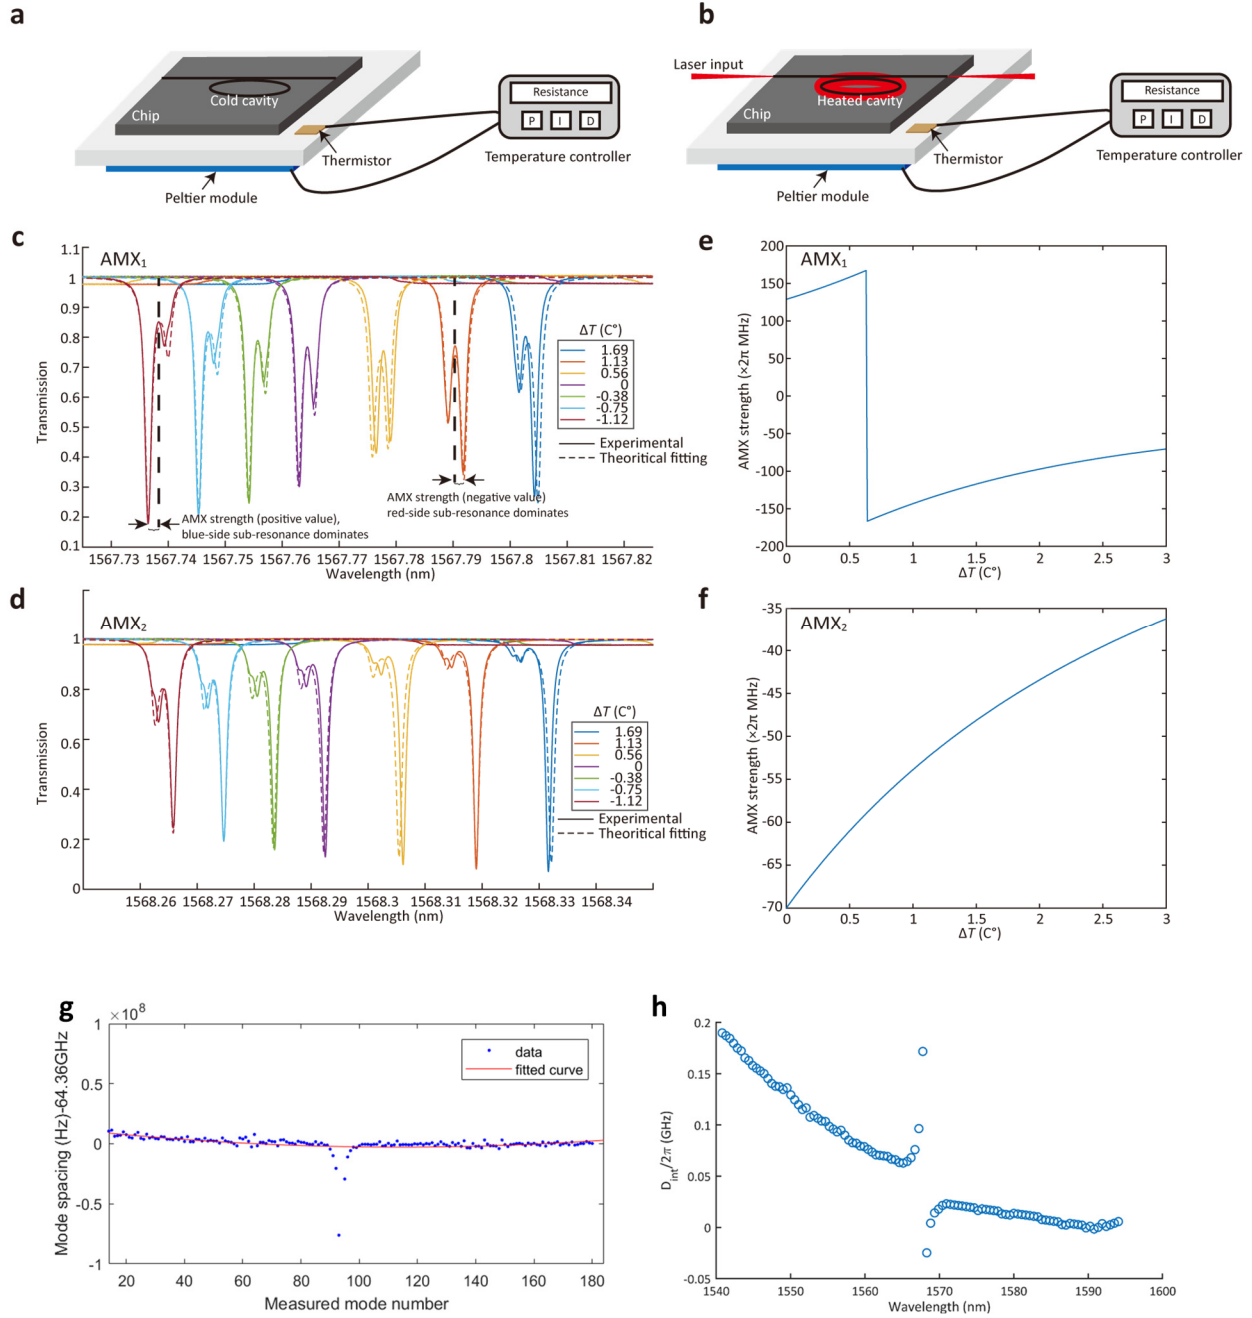 a
Cold cavity
Chip
Resistance
P I D
Thermistor
Temperature controller
Peltier module
b
Laser input
Heated cavity
Chip
Resistance
P I D
Thermistor
Temperature controller
Peltier module
c
AMX1
1.1
1
0.9
0.8
0.7
0.6
0.5
0.4
0.3
0.2
0.1
Transmission
ΔT (C°)
1.69
1.13
0.56
0
-0.38
-0.75
-1.12
Experimental
Theoritical fitting
AMX strength (positive value),
blue-side sub-resonance dominates
AMX strength (negative value)
red-side sub-resonance dominates
1567.73 1567.74 1567.75 1567.76 1567.77 1567.78 1567.79 1567.8 1567.81 1567.82
Wavelength (nm)
e
AMX1
200
150
100
50
0
-50
-100
-150
-200
AMX strength (×2π MHz)
0 0.5 1 1.5 2 2.5 3
ΔT (C°)
d
AMX2
1
0.8
0.6
0.4
0.2
0
Transmission
ΔT (C°)
1.69
1.13
0.56
0
-0.38
-0.75
-1.12
Experimental
Theoritical fitting
1568.26 1568.27 1568.28 1568.29 1568.3 1568.31 1568.32 1568.33 1568.34
Wavelength (nm)
f
AMX2
-35
-40
-45
-50
-55
-60
-65
-70
AMX strength (×2π MHz)
0 0.5 1 1.5 2 2.5 3
ΔT (C°)
g
×10^8
1
0.5
0
-0.5
-1
Mode spacing (Hz)-64.36GHz
data
fitted curve
20 40 60 80 100 120 140 160 180
Measured mode number
h
0.2
0.15
0.1
0.05
0
-0.05
Dint/2π (GHz)
1540 1550 1560 1570 1580 1590 1600
Wavelength (nm)